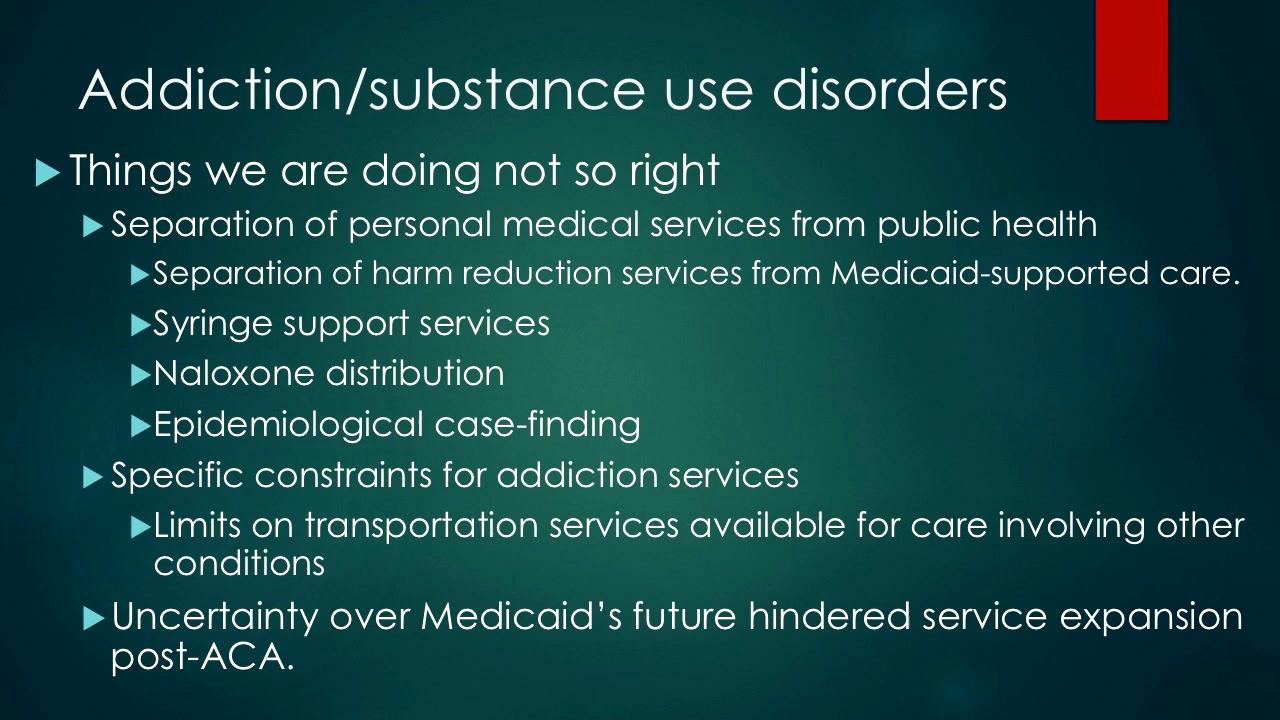 Addiction/substance use disorders
Things we are doing not so right
Separation of personal medical services from public health
Separation of harm reduction services from Medicaid-supported care.
Syringe support services
Naloxone distribution
Epidemiological case-finding
Specific constraints for addiction services
Limits on transportation services available for care involving other
conditions
Uncertainty over Medicaid’s future hindered service expansion
post-ACA.